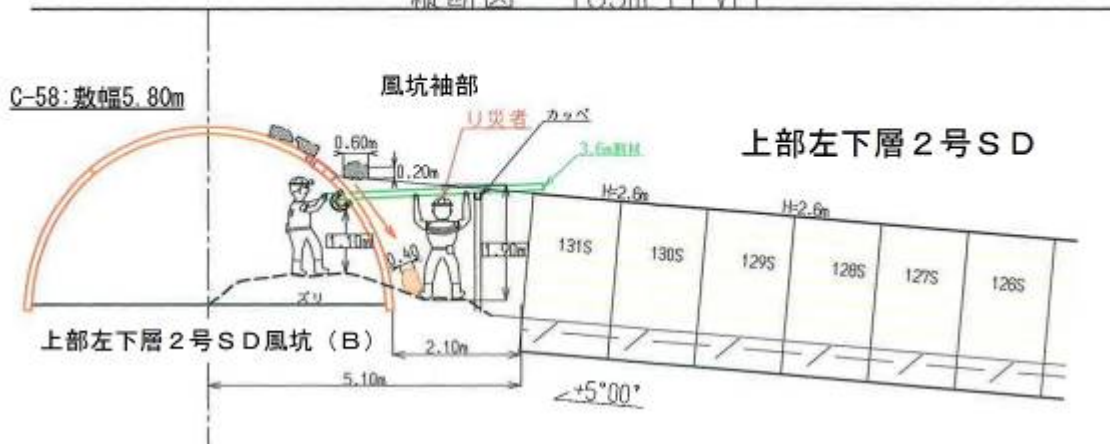 C-58:敷幅5.80m
風坑袖部
リ災者
カッペ
3.6m割材
上部左下層2号SD
0.60m
0.20m
H=2.6m
H=2.6m
1.10m
0.40
1.90m
131S
130S
129S
128S
127S
126S
ズリ
上部左下層2号SD風坑(B)
2.10m
5.10m
∠+5°00'